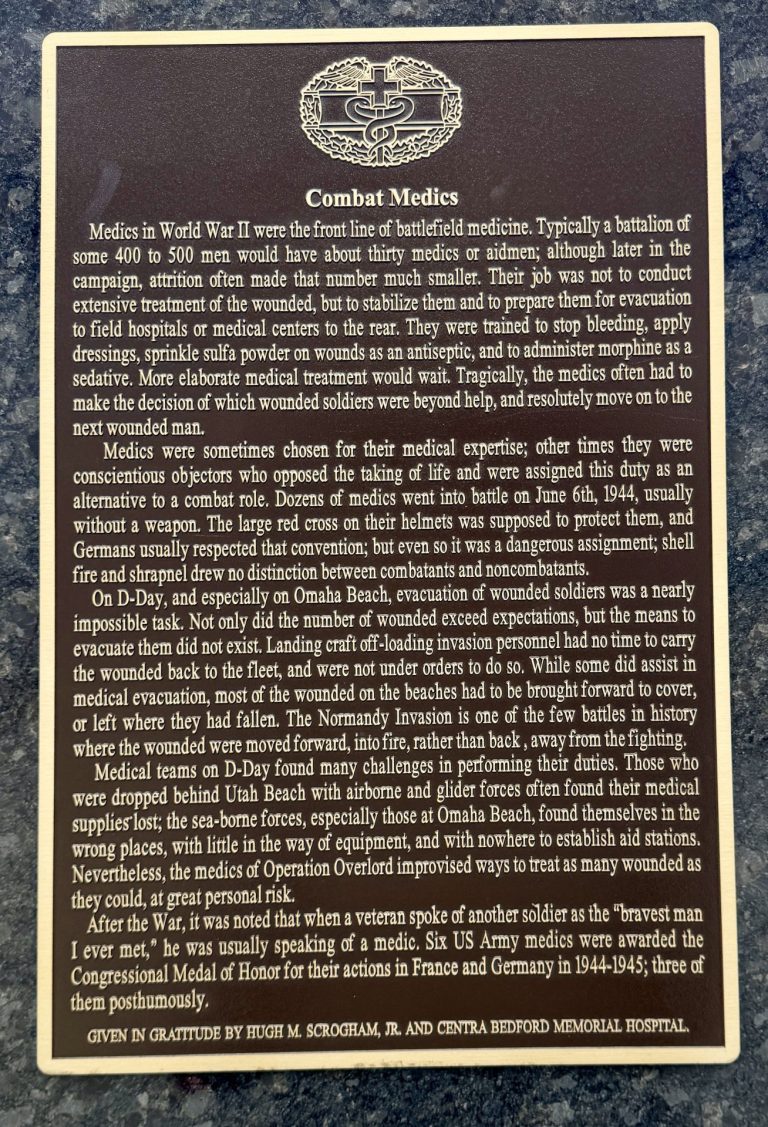 Combat Medics
Medics in World War II were the front line of battlefield medicine. Typically a battalion of
some 400 to 500 men would have about thirty medics or aidmen; although later in the
campaign, attrition often made that number much smaller. Their job was not to conduct
extensive treatment of the wounded, but to stabilize them and to prepare them for evacuation
to field hospitals or medical centers to the rear. They were trained to stop bleeding, apply
dressings, sprinkle sulfa powder on wounds as an antiseptic, and to administer morphine as a
sedative. More elaborate medical treatment would wait. Tragically, the medics often had to
make the decision of which wounded soldiers were beyond help, and resolutely move on to the
next wounded man.
Medics were sometimes chosen for their medical expertise; other times they were
conscientious objectors who opposed the taking of life and were assigned this duty as an
alternative to a combat role. Dozens of medics went into battle on June 6th, 1944, usually
without a weapon. The large red cross on their helmets was supposed to protect them, and
Germans usually respected that convention; but even so it was a dangerous assignment; shell
fire and shrapnel drew no distinction between combatants and noncombatants.
On D-Day, and especially on Omaha Beach, evacuation of wounded soldiers was a nearly
impossible task. Not only did the number of wounded exceed expectations, but the means to
evacuate them did not exist. Landing craft off-loading invasion personnel had no time to carry
the wounded back to the fleet, and were not under orders to do so. While some did assist in
medical evacuation, most of the wounded on the beaches had to be brought forward to cover,
or left where they had fallen. The Normandy Invasion is one of the few battles in history
where the wounded were moved forward, into fire, rather than back , away from the fighting.
Medical teams on D-Day found many challenges in performing their duties. Those who
were dropped behind Utah Beach with airborne and glider forces often found their medical
supplies lost; the sea-borne forces, especially those at Omaha Beach, found themselves in the
wrong places, with little in the way of equipment, and with nowhere to establish aid stations.
Nevertheless, the medics of Operation Overlord improvised ways to treat as many wounded as
they could, at great personal risk.
After the War, it was noted that when a veteran spoke of another soldier as the "bravest man
I ever met," he was usually speaking of a medic. Six US Army medics were awarded the
Congressional Medal of Honor for their actions in France and Germany in 1944-1945; three of
them posthumously.
GIVEN IN GRATITUDE BY HUGH M. SCROGHAM, JR. AND CENTRA BEDFORD MEMORIAL HOSPITAL.